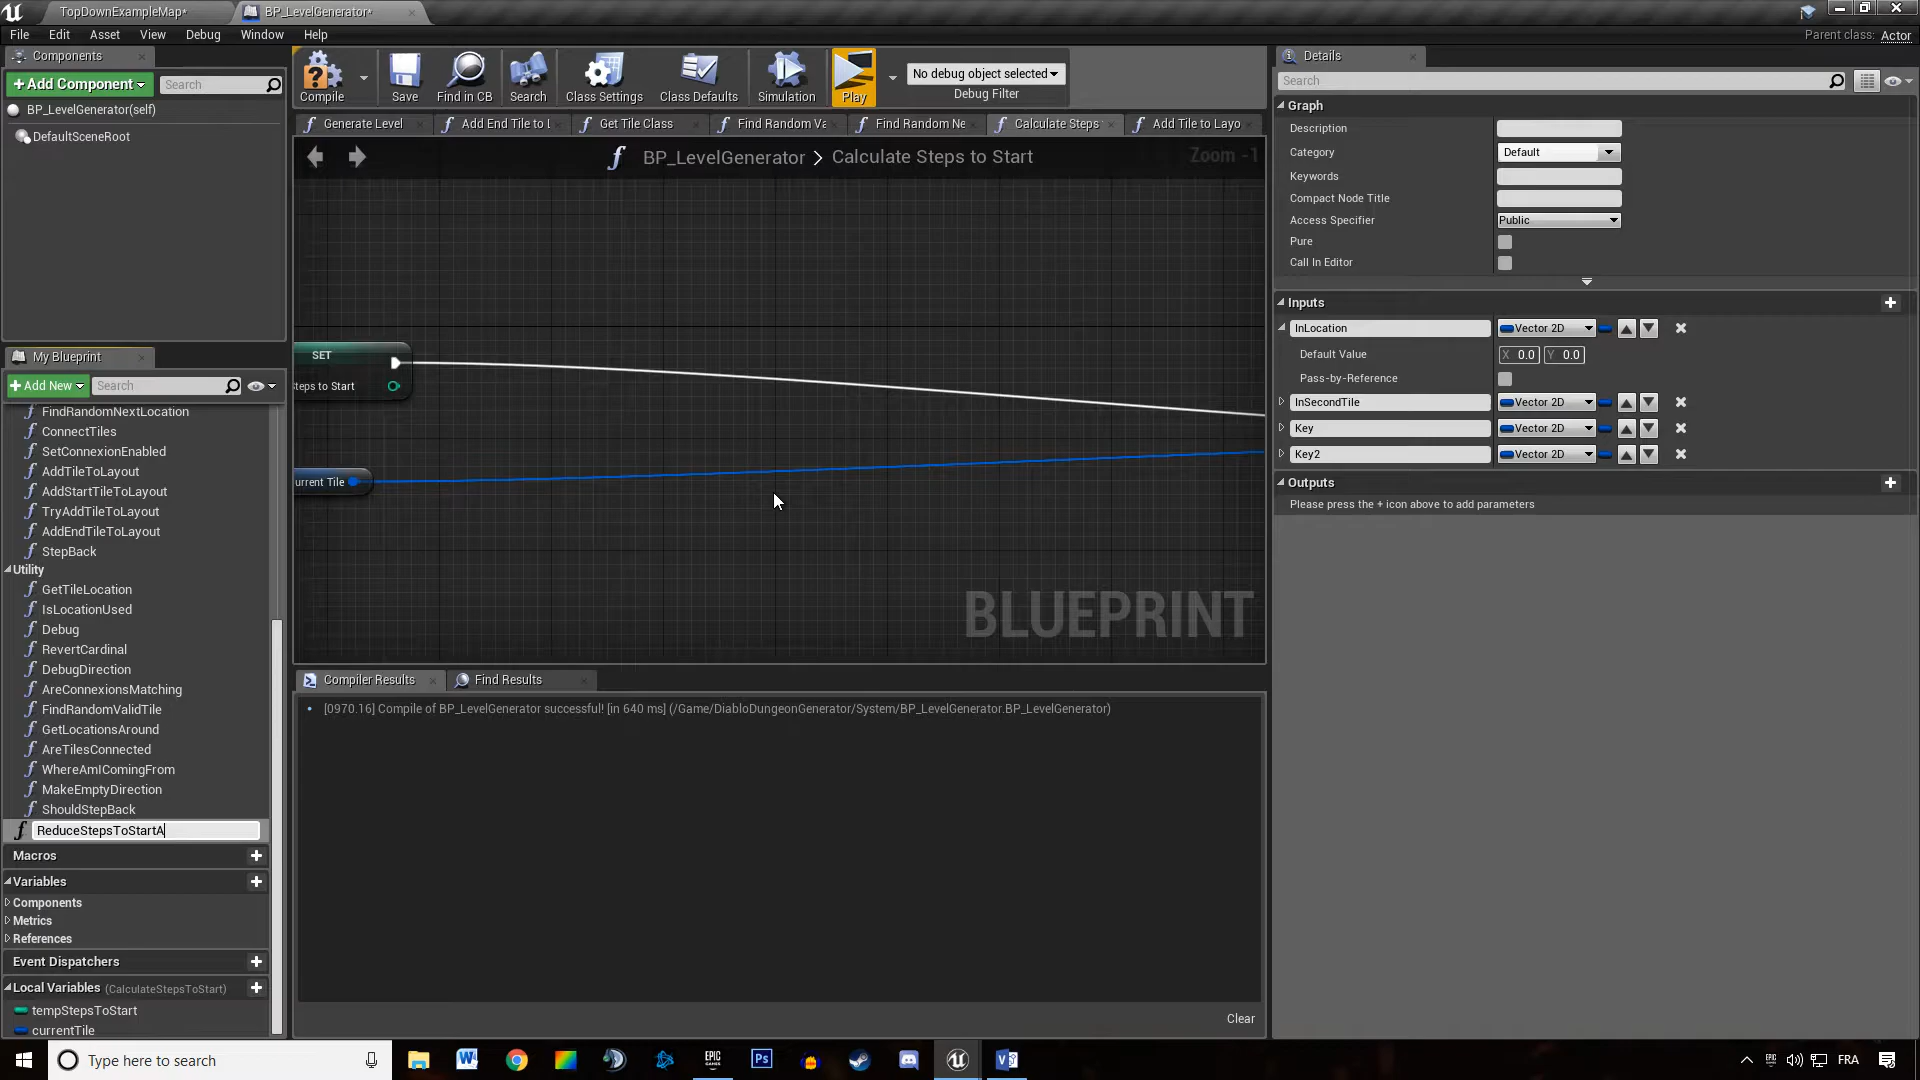 TopDownExampleMap*
BP_LevelGenerator*
File Edit Asset View Debug Window Help
Parent class: Actor
Components
+ Add Component
Search
BP_LevelGenerator(self)
DefaultSceneRoot
Compile
Save
Find in CB
Search
Class Settings
Class Defaults
Simulation
Play
No debug object selected
Debug Filter
Generate Level
Add End Tile to L
Get Tile Class
Find Random Va
Find Random Ne
Calculate Steps
Add Tile to Layo
BP_LevelGenerator > Calculate Steps to Start
Zoom -1
SET
Steps to Start
urrent Tile
BLUEPRINT
My Blueprint
+ Add New
Search
FindRandomNextLocation
ConnectTiles
SetConnexionEnabled
AddTileToLayout
AddStartTileToLayout
TryAddTileToLayout
AddEndTileToLayout
StepBack
Utility
GetTileLocation
IsLocationUsed
Debug
RevertCardinal
DebugDirection
AreConnexionsMatching
FindRandomValidTile
GetLocationsAround
AreTilesConnected
WhereAmIComingFrom
MakeEmptyDirection
ShouldStepBack
ReduceStepsToStartA
Macros
Variables
Components
Metrics
References
Event Dispatchers
Local Variables (CalculateStepsToStart)
tempStepsToStart
currentTile
Compiler Results
Find Results
[0970.16] Compile of BP_LevelGenerator successful! [in 640 ms] (/Game/DiabloDungeonGenerator/System/BP_LevelGenerator.BP_LevelGenerator)
Clear
Details
Search
Graph
Description
Category Default
Keywords
Compact Node Title
Access Specifier Public
Pure
Call In Editor
Inputs
InLocation Vector 2D
Default Value X 0.0 Y 0.0
Pass-by-Reference
InSecondTile Vector 2D
Key Vector 2D
Key2 Vector 2D
Outputs
Please press the + icon above to add parameters
Type here to search
EPIC GAMES
Ps
FRA